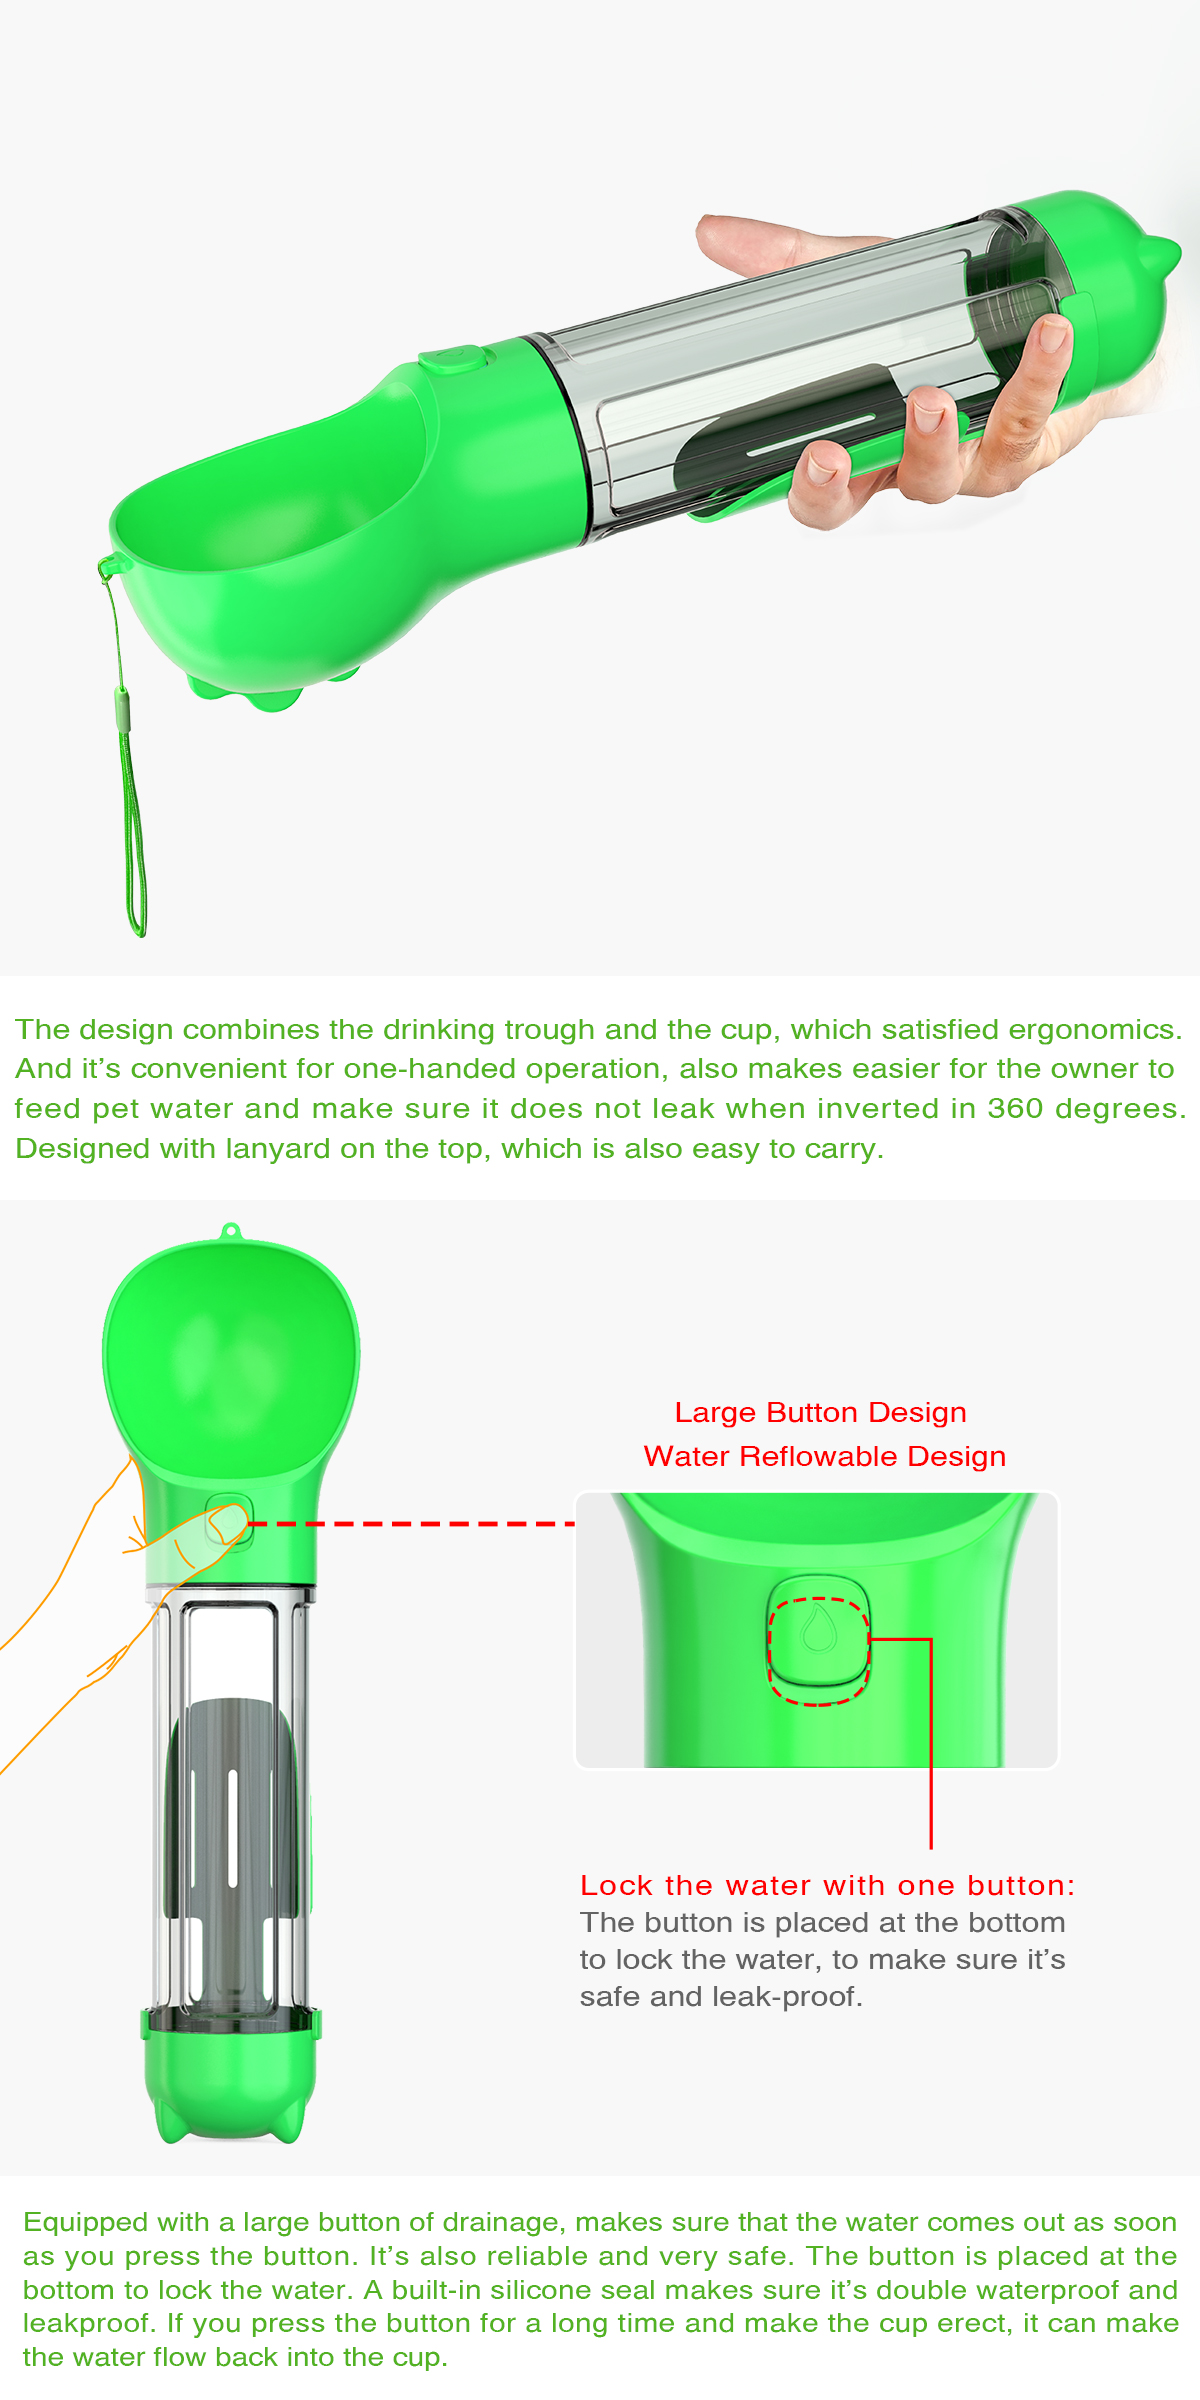 The design combines the drinking trough and the cup, which satisfied ergonomics.
And it's convenient for one-handed operation, also makes easier for the owner to
feed pet water and make sure it does not leak when inverted in 360 degrees.
Designed with lanyard on the top, which is also easy to carry.
Large Button Design
Water Reflowable Design
Lock the water with one button:
The button is placed at the bottom
to lock the water, to make sure it's
safe and leak-proof.
Equipped with a large button of drainage, makes sure that the water comes out as soon
as you press the button. It's also reliable and very safe. The button is placed at the
bottom to lock the water. A built-in silicone seal makes sure it's double waterproof and
leakproof. If you press the button for a long time and make the cup erect, it can make
the water flow back into the cup.